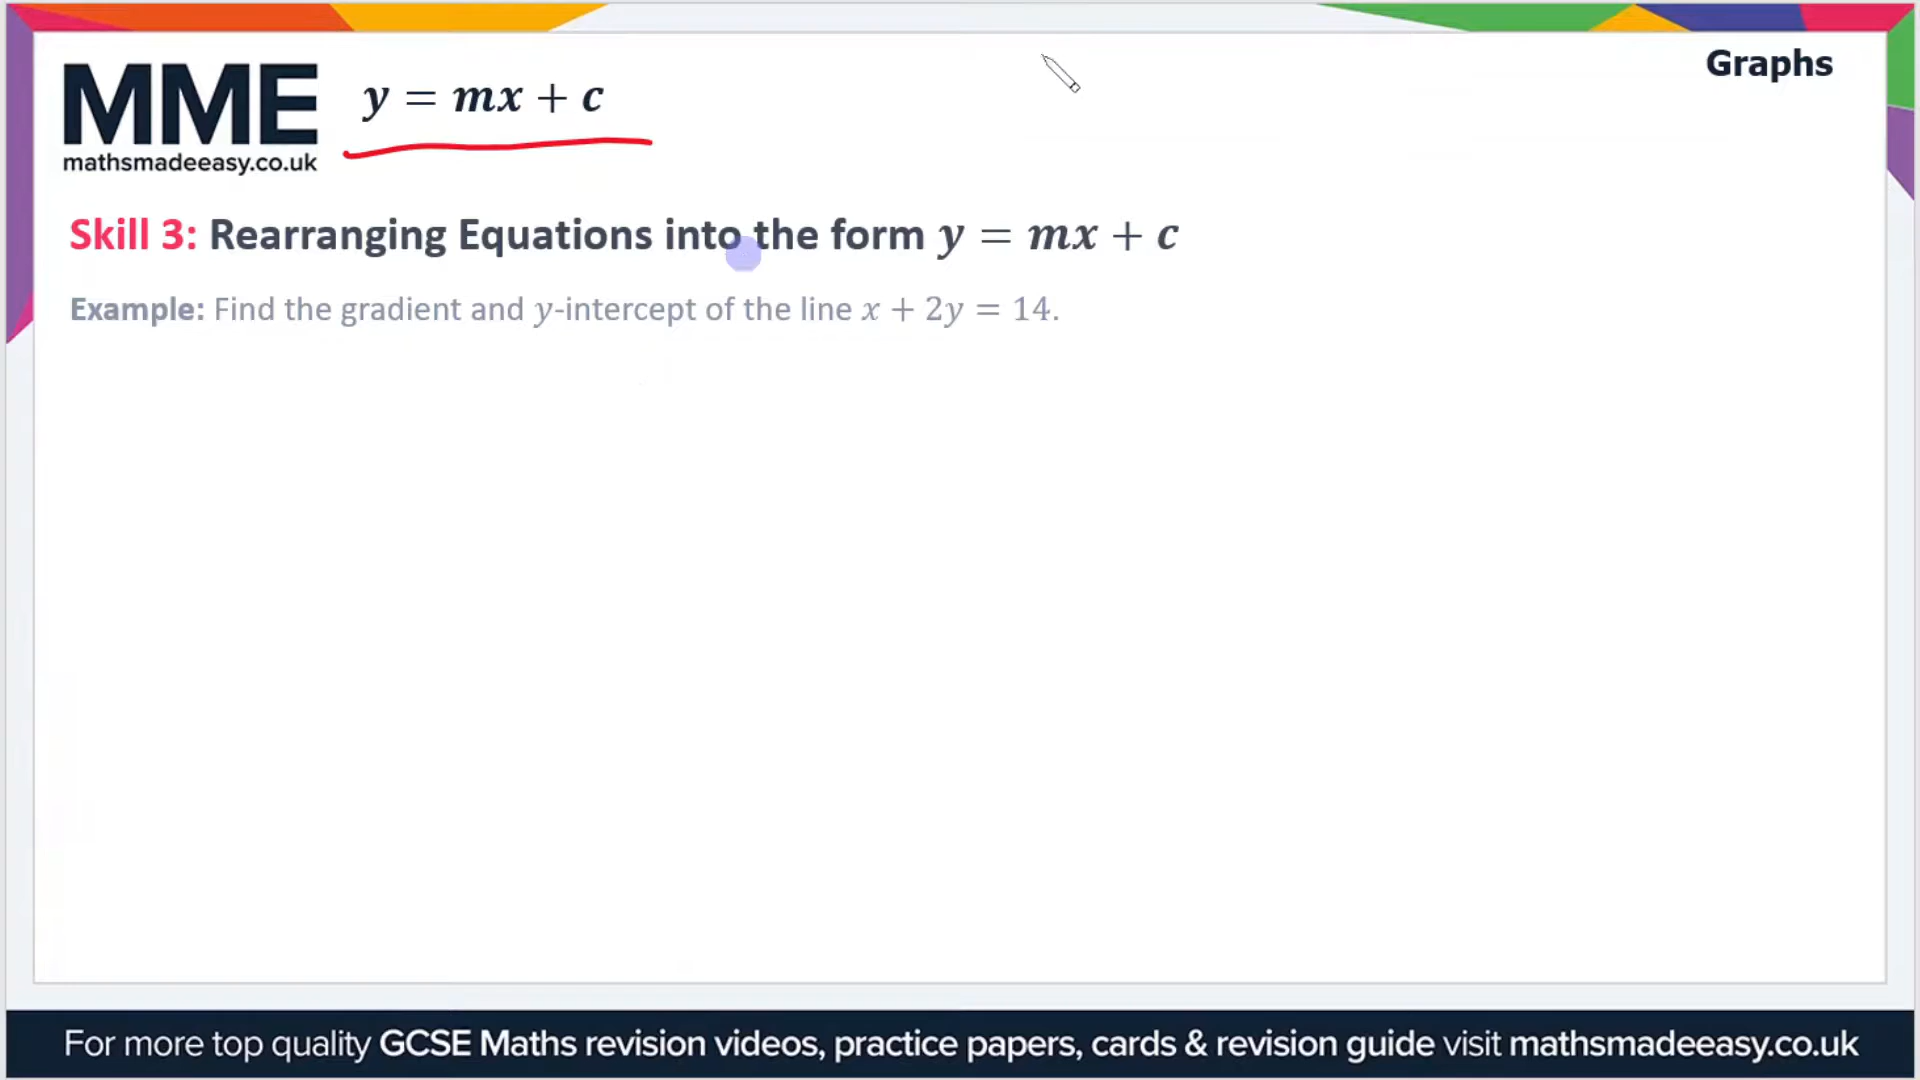 Graphs
MME
mathsmadeeasy.co.uk
y = mx + c
Skill 3: Rearranging Equations into the form y = mx + c
Example: Find the gradient and y-intercept of the line x + 2y = 14.
For more top quality GCSE Maths revision videos, practice papers, cards & revision guide visit mathsmadeeasy.co.uk